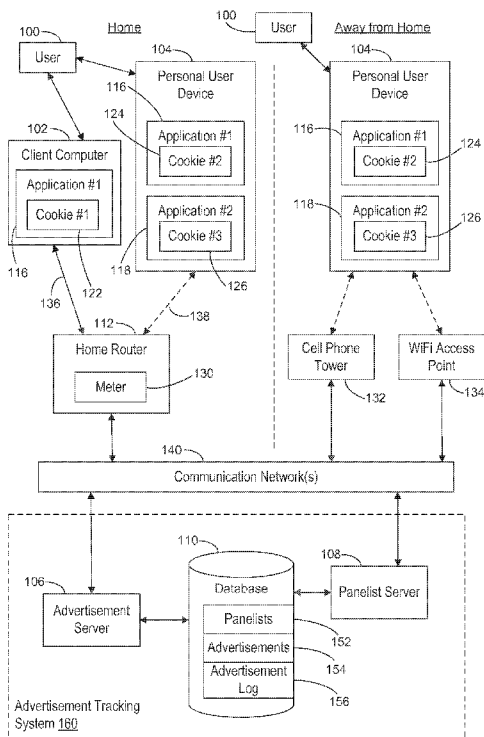 Home
Away from Home
100
User
104
Personal User
Device
116
124
Application #1
Cookie #2
Application #2
Cookie #3
118
126
102
Client Computer
Application #1
Cookie #1
116
122
136
138
112
Home Router
Meter
130
100
User
104
Personal User
Device
116
Application #1
Cookie #2
124
118
Application #2
Cookie #3
126
Cell Phone
Tower
132
WiFi Access
Point
134
140
Communication Network(s)
106
Advertisement
Server
110
Database
Panelists
152
Advertisements
154
Advertisement
Log
156
108
Panelist Server
Advertisement Tracking
System 160